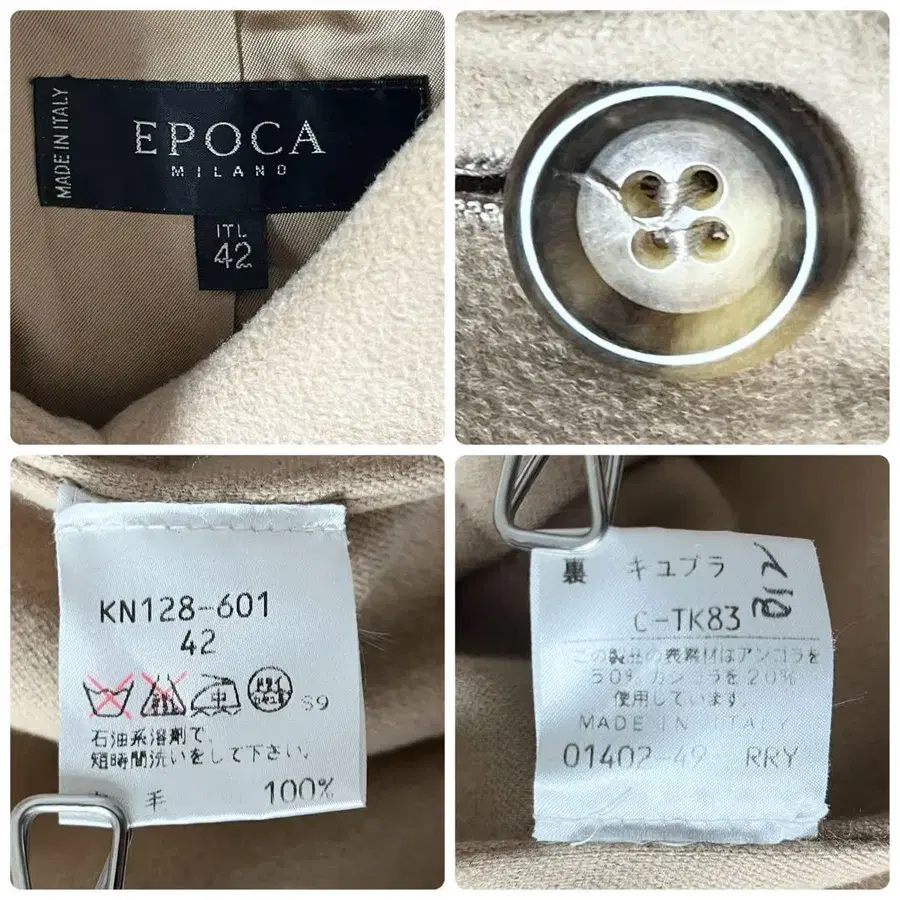 MADE IN ITALY
EPOCA
MILANO
ITL
42
KN128-601
42
S9
石油系溶剤で、
短時間洗いをして下さい。
毛 100%
裏 キュプラ
C-TK83
この製品の表素材はアンゴラを
50% カシゴラを20%
使用しています
MADE IN ITALY
01402-49 RRY